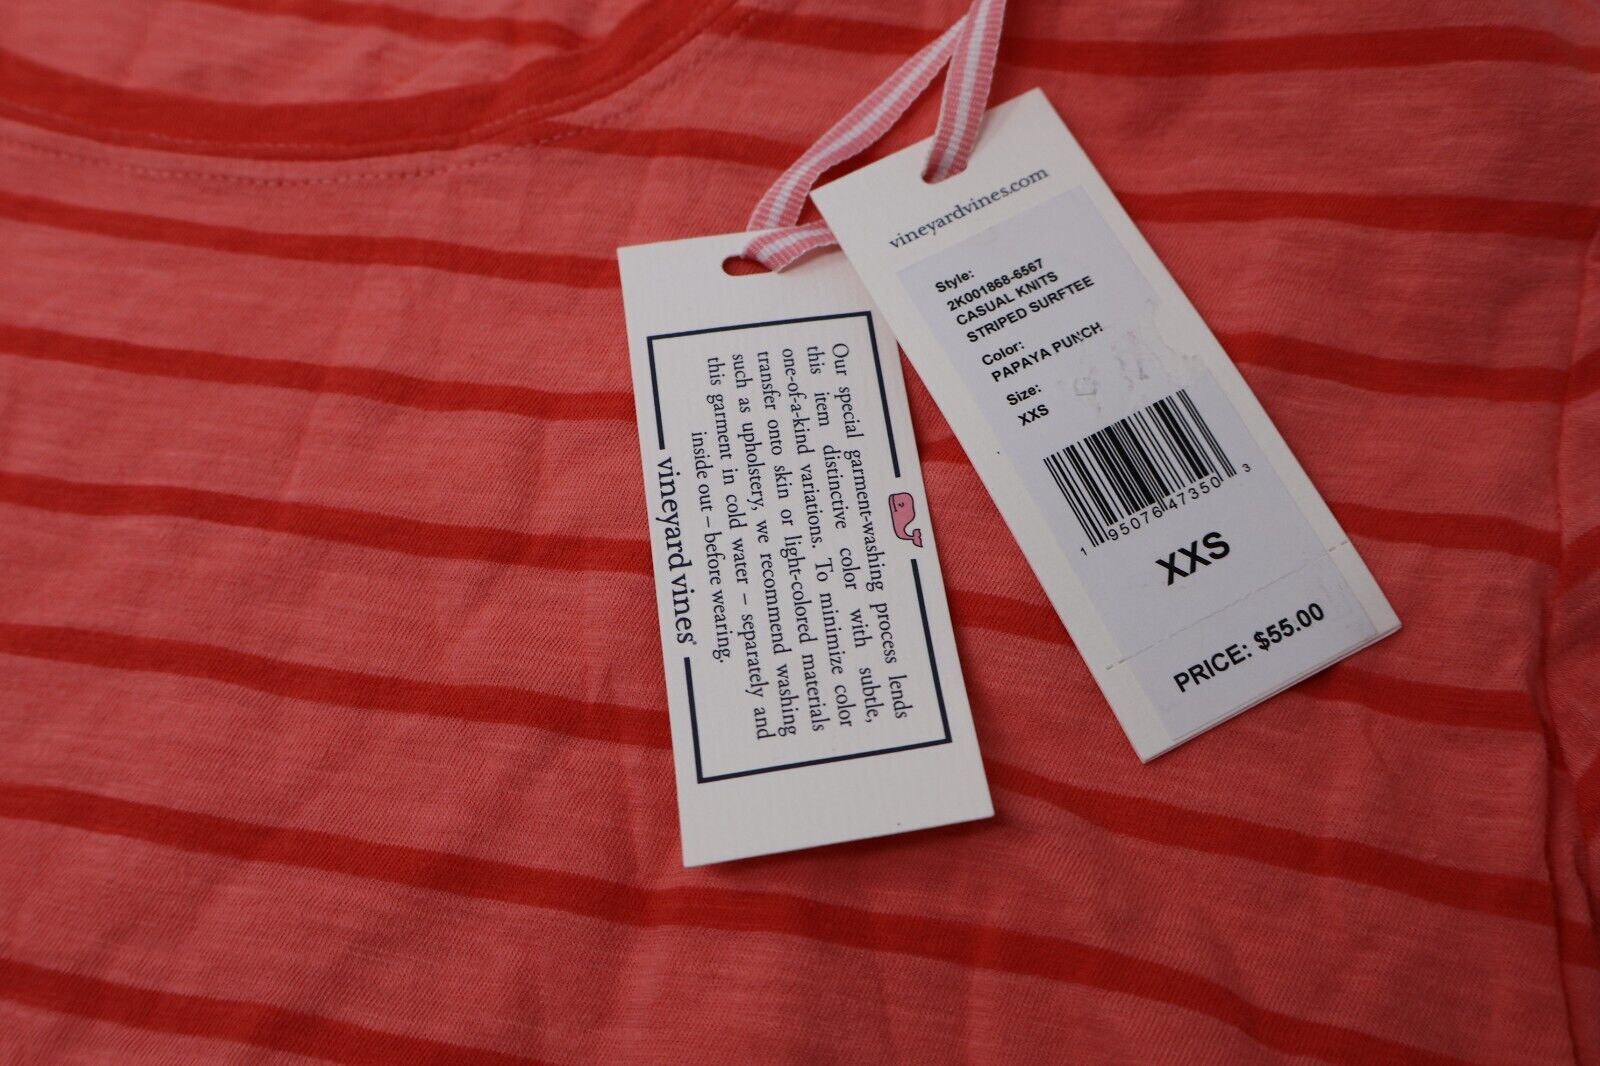 Our special garment-washing process lends
this item distinctive color with subtle,
one-of-a-kind variations. To minimize color
transfer onto skin or light-colored materials
such as upholstery, we recommend washing
this garment in cold water – separately and
inside out – before wearing.
vineyard vines®
vineyardvines.com
Style:
2K001868-6567
CASUAL KNITS
STRIPED SURFTEE
Color:
PAPAYA PUNCH
Size:
XXS
1 95076 47350 3
XXS
PRICE: $55.00